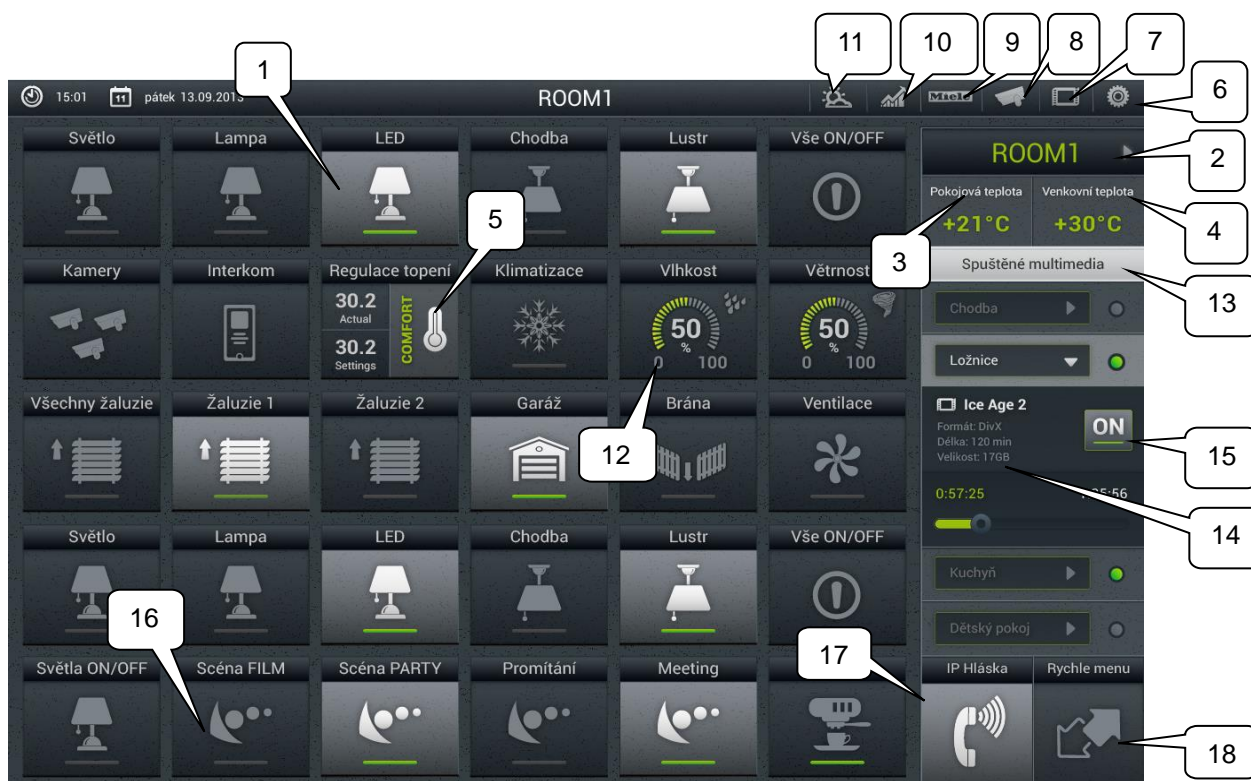 11 10 9 8 7
1
15:01 11 pátek 13.09.2013 ROOM1 Miele
6
Světlo Lampa LED Chodba Lustr Vše ON/OFF
ROOM1
2
Pokojová teplota Venkovní teplota
+21°C +30°C
5
3
4
Kamery Interkom Regulace topení Klimatizace Vlhkost Větrnost
Spuštěné multimedia
13
30.2
Actual
30.2
Settings
COMFORT
50
%
0 100
50
%
0 100
Chodba
Ložnice
Všechny žaluzie Žaluzie 1 Žaluzie 2 Garáž Brána Ventilace
12
Ice Age 2
Formát: DivX
Délka: 120 min
Velikost: 17GB
ON
15
0:57:25 :56
14
Světlo Lampa LED Chodba Lustr Vše ON/OFF
Kuchyň
16
Dětský pokoj
17
Světla ON/OFF Scéna FILM Scéna PARTY Promítání Meeting
IP Hláska Rychle menu
18